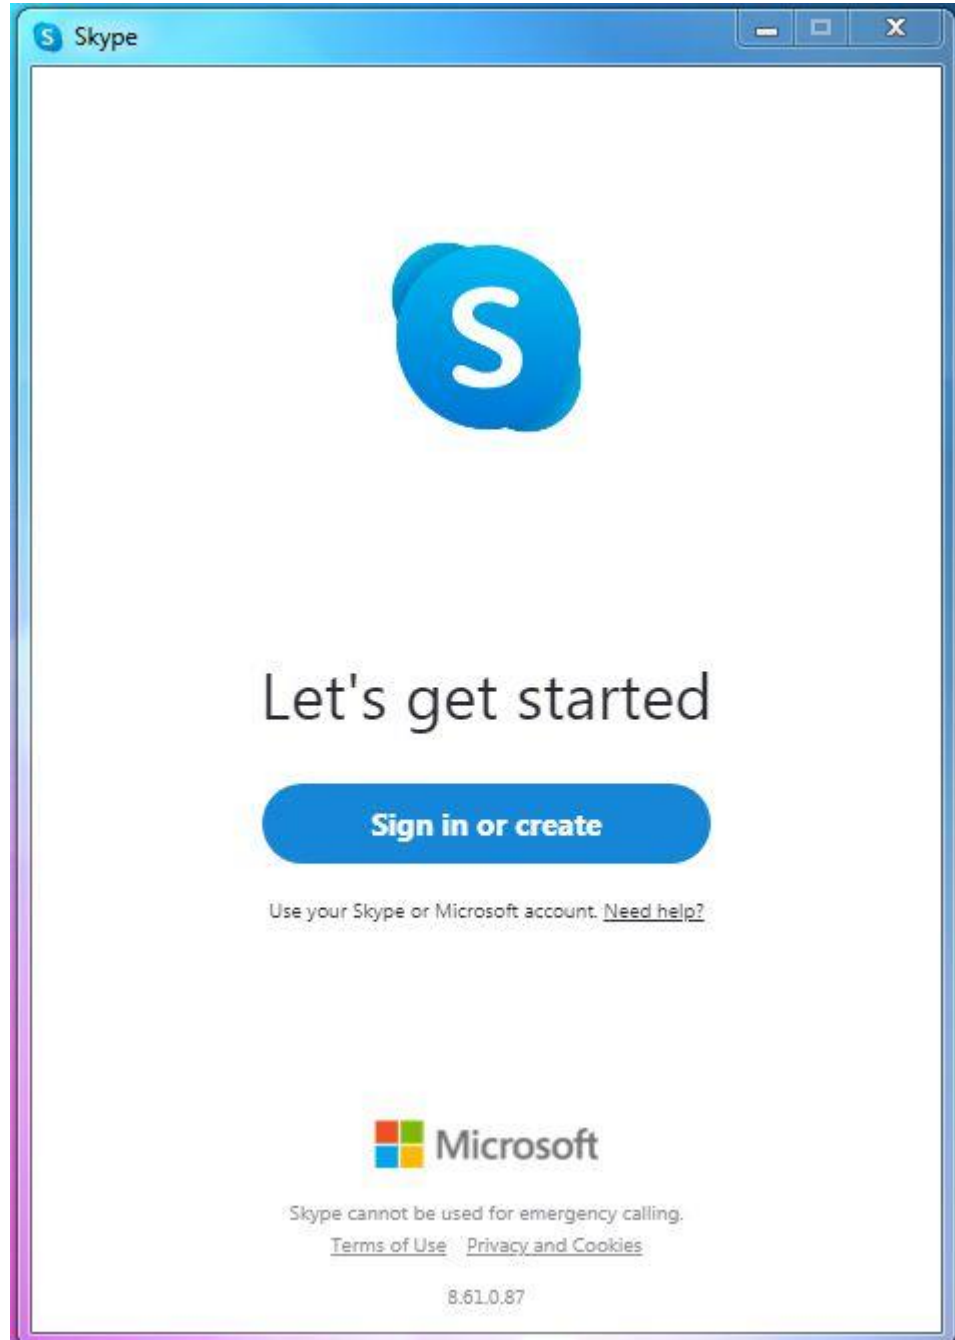 Skype
S
Let's get started
Sign in or create
Use your Skype or Microsoft account. Need help?
Microsoft
Skype cannot be used for emergency calling.
Terms of Use Privacy and Cookies
8.61.0.87